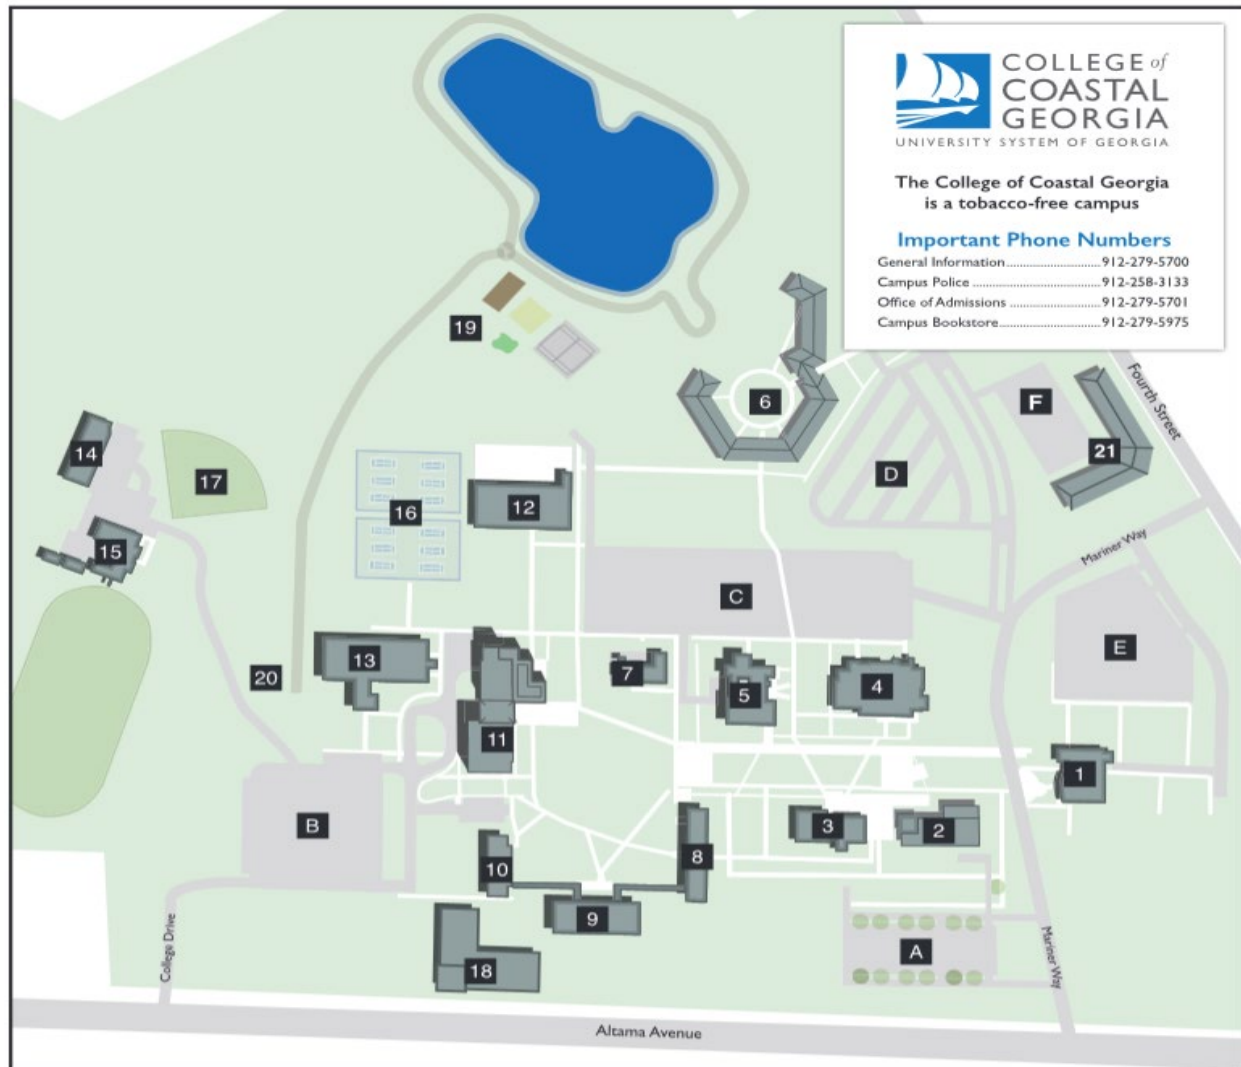 COLLEGE of
COASTAL
GEORGIA
UNIVERSITY SYSTEM OF GEORGIA
The College of Coastal Georgia
is a tobacco-free campus
Important Phone Numbers
General Information 912-279-5700
Campus Police 912-258-3133
Office of Admissions 912-279-5701
Campus Bookstore 912-279-5975
Fourth Street
19
6
F
21
14
17
D
16
12
15
Mariner Way
C
E
20
13
7
5
4
11
1
B
3
2
10
8
9
A
18
College Drive
Mariner Way
Altama Avenue